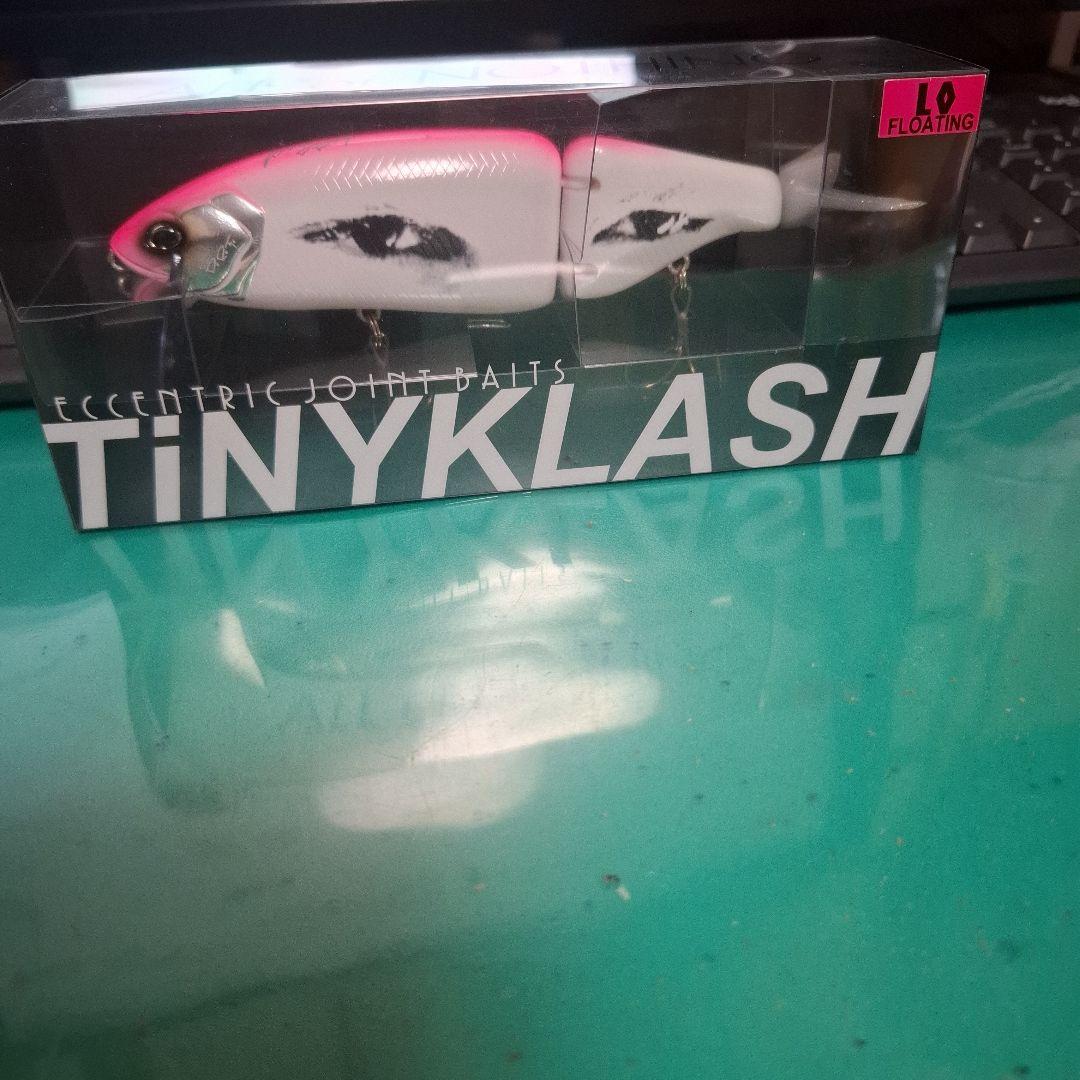 LO
FLOATING
ECCENTRIC JOINT BAITS
TiNYKLASH